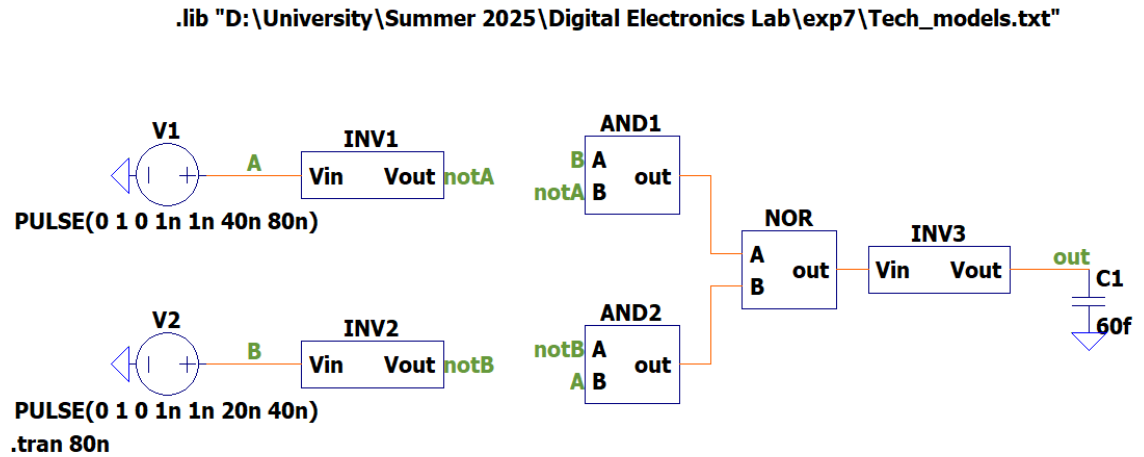 .lib "D:\University\Summer 2025\Digital Electronics Lab\exp7\Tech_models.txt"
V1
A
PULSE(0 1 0 1n 1n 40n 80n)
INV1
Vin Vout
notA
AND1
B A out
notA B
V2
B
PULSE(0 1 0 1n 1n 20n 40n)
.tran 80n
INV2
Vin Vout
notB
AND2
notB A out
A B
NOR
A
out
B
INV3
Vin Vout
out
C1
60f